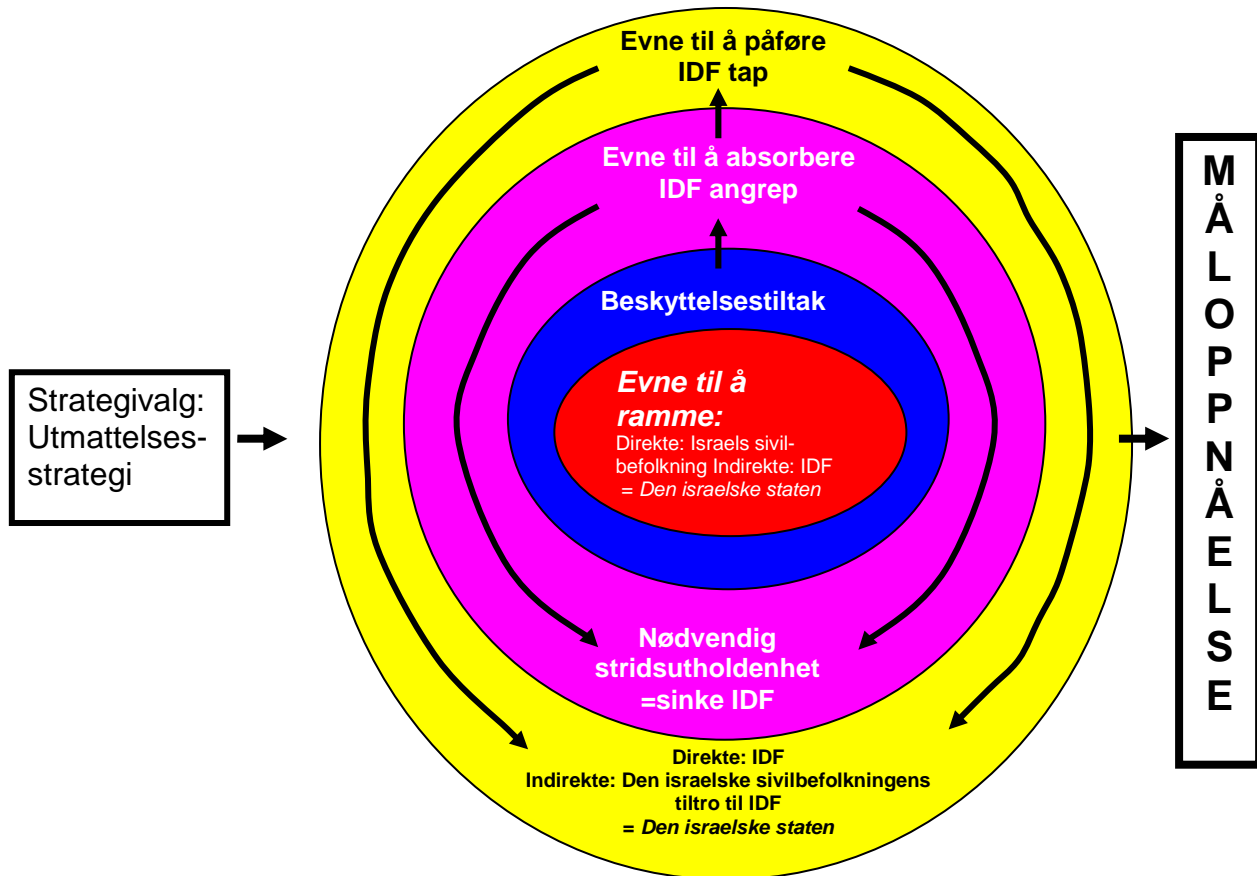 Evne til å påføre
IDF tap
Evne til å absorbere
IDF angrep
Beskyttelsestiltak
Evne til å
ramme:
Direkte: Israels sivil-
befolkning Indirekte: IDF
= Den israelske staten
Strategivalg:
Utmattelses-
strategi
Nødvendig
stridsutholdenhet
=sinke IDF
Direkte: IDF
Indirekte: Den israelske sivilbefolkningens
tiltro til IDF
= Den israelske staten
M
Å
L
O
P
P
N
Å
E
L
S
E